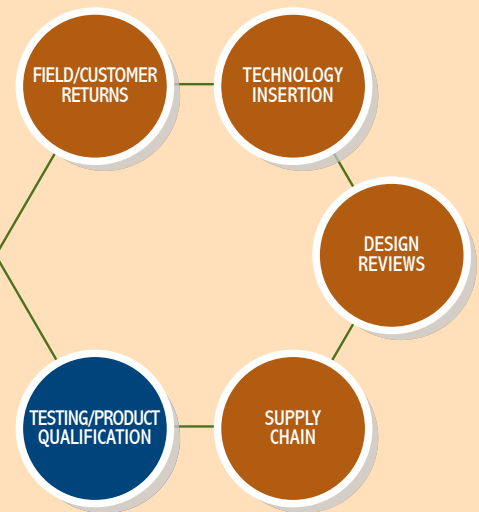 FIELD/CUSTOMER
RETURNS
TECHNOLOGY
INSERTION
DESIGN
REVIEWS
TESTING/PRODUCT
QUALIFICATION
SUPPLY
CHAIN